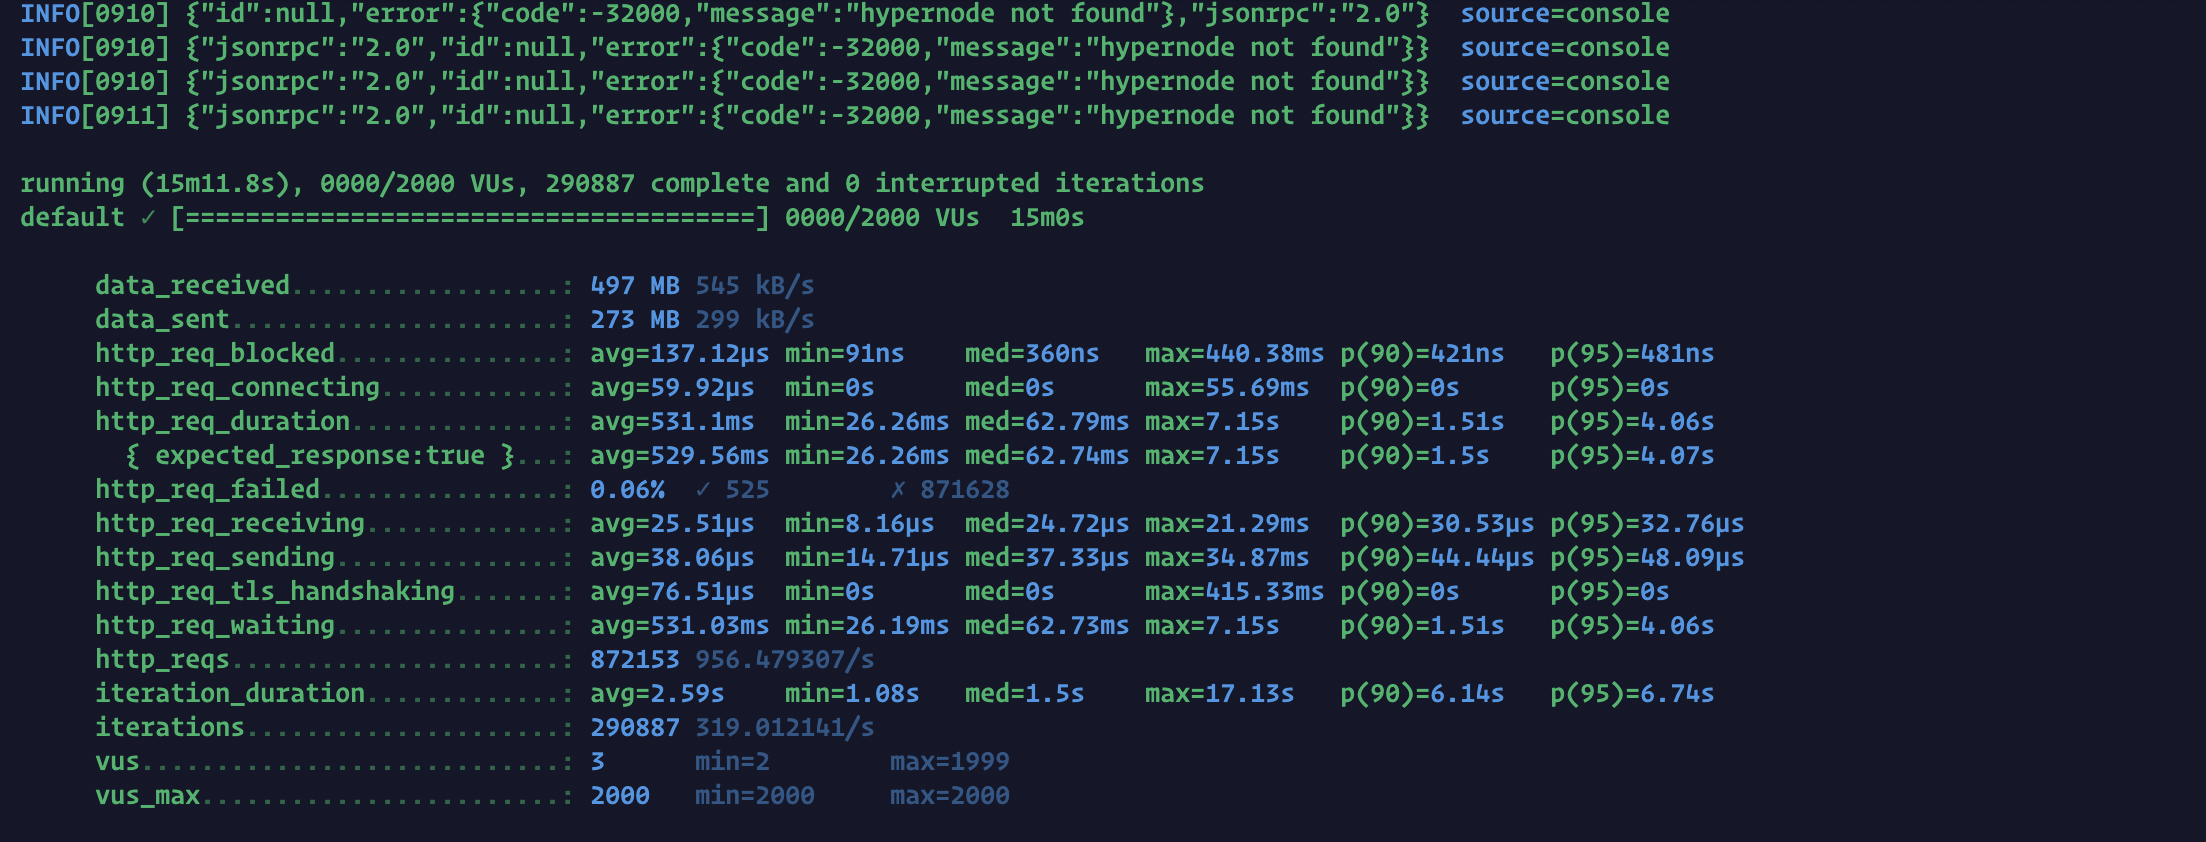 INFO[0910] {"id":null,"error":{"code":-32000,"message":"hypernode not found"},"jsonrpc":"2.0"}  source=console
INFO[0910] {"jsonrpc":"2.0","id":null,"error":{"code":-32000,"message":"hypernode not found"}}  source=console
INFO[0910] {"jsonrpc":"2.0","id":null,"error":{"code":-32000,"message":"hypernode not found"}}  source=console
INFO[0911] {"jsonrpc":"2.0","id":null,"error":{"code":-32000,"message":"hypernode not found"}}  source=console
running (15m11.8s), 0000/2000 VUs, 290887 complete and 0 interrupted iterations
default ✓ [======================================] 0000/2000 VUs  15m0s
data_received..................: 497 MB 545 kB/s
data_sent......................: 273 MB 299 kB/s
http_req_blocked...............: avg=137.12µs min=91ns    med=360ns   max=440.38ms p(90)=421ns   p(95)=481ns
http_req_connecting............: avg=59.92µs  min=0s      med=0s      max=55.69ms  p(90)=0s      p(95)=0s
http_req_duration..............: avg=531.1ms  min=26.26ms med=62.79ms max=7.15s    p(90)=1.51s   p(95)=4.06s
{ expected_response:true }...: avg=529.56ms min=26.26ms med=62.74ms max=7.15s    p(90)=1.5s    p(95)=4.07s
http_req_failed................: 0.06%  ✓ 525        ✗ 871628
http_req_receiving.............: avg=25.51µs  min=8.16µs  med=24.72µs max=21.29ms  p(90)=30.53µs p(95)=32.76µs
http_req_sending...............: avg=38.06µs  min=14.71µs med=37.33µs max=34.87ms  p(90)=44.44µs p(95)=48.09µs
http_req_tls_handshaking.......: avg=76.51µs  min=0s      med=0s      max=415.33ms p(90)=0s      p(95)=0s
http_req_waiting...............: avg=531.03ms min=26.19ms med=62.73ms max=7.15s    p(90)=1.51s   p(95)=4.06s
http_reqs......................: 872153 956.479307/s
iteration_duration.............: avg=2.59s    min=1.08s   med=1.5s    max=17.13s   p(90)=6.14s   p(95)=6.74s
iterations.....................: 290887 319.012141/s
vus............................: 3      min=2        max=1999
vus_max........................: 2000   min=2000     max=2000